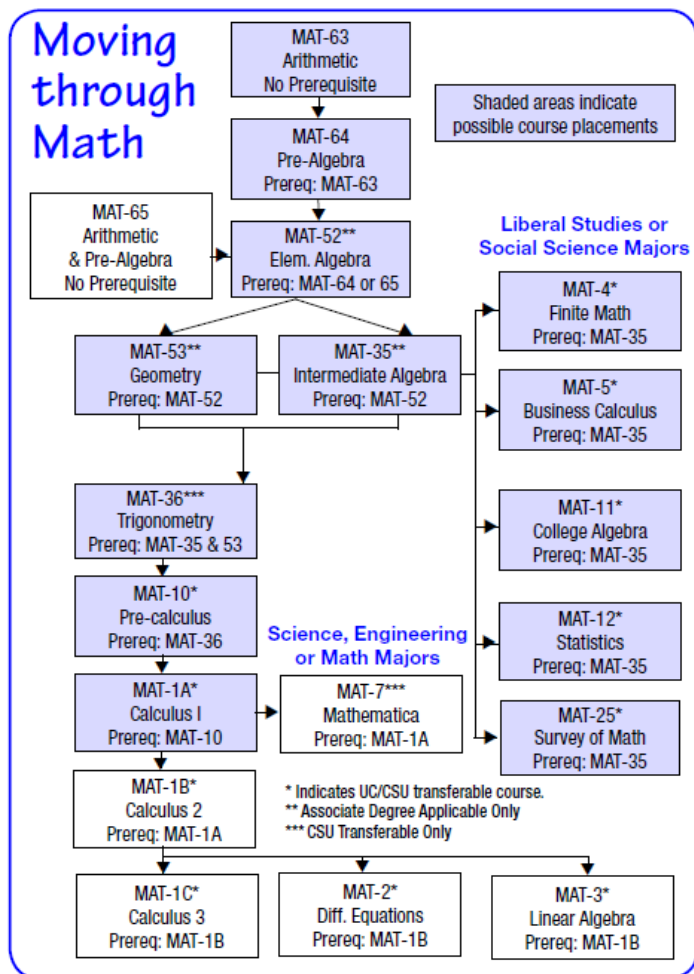 Moving
through
Math
MAT-63
Arithmetic
No Prerequisite
Shaded areas indicate
possible course placements
MAT-64
Pre-Algebra
Prereq: MAT-63
MAT-65
Arithmetic
& Pre-Algebra
No Prerequisite
MAT-52**
Elem. Algebra
Prereq: MAT-64 or 65
Liberal Studies or
Social Science Majors
MAT-4*
Finite Math
Prereq: MAT-35
MAT-53**
Geometry
Prereq: MAT-52
MAT-35**
Intermediate Algebra
Prereq: MAT-52
MAT-5*
Business Calculus
Prereq: MAT-35
MAT-36***
Trigonometry
Prereq: MAT-35 & 53
MAT-11*
College Algebra
Prereq: MAT-35
MAT-10*
Pre-calculus
Prereq: MAT-36
MAT-12*
Statistics
Prereq: MAT-35
Science, Engineering
or Math Majors
MAT-1A*
Calculus I
Prereq: MAT-10
MAT-7***
Mathematica
Prereq: MAT-1A
MAT-25*
Survey of Math
Prereq: MAT-35
MAT-1B*
Calculus 2
Prereq: MAT-1A
* Indicates UC/CSU transferable course.
** Associate Degree Applicable Only
*** CSU Transferable Only
MAT-1C*
Calculus 3
Prereq: MAT-1B
MAT-2*
Diff. Equations
Prereq: MAT-1B
MAT-3*
Linear Algebra
Prereq: MAT-1B